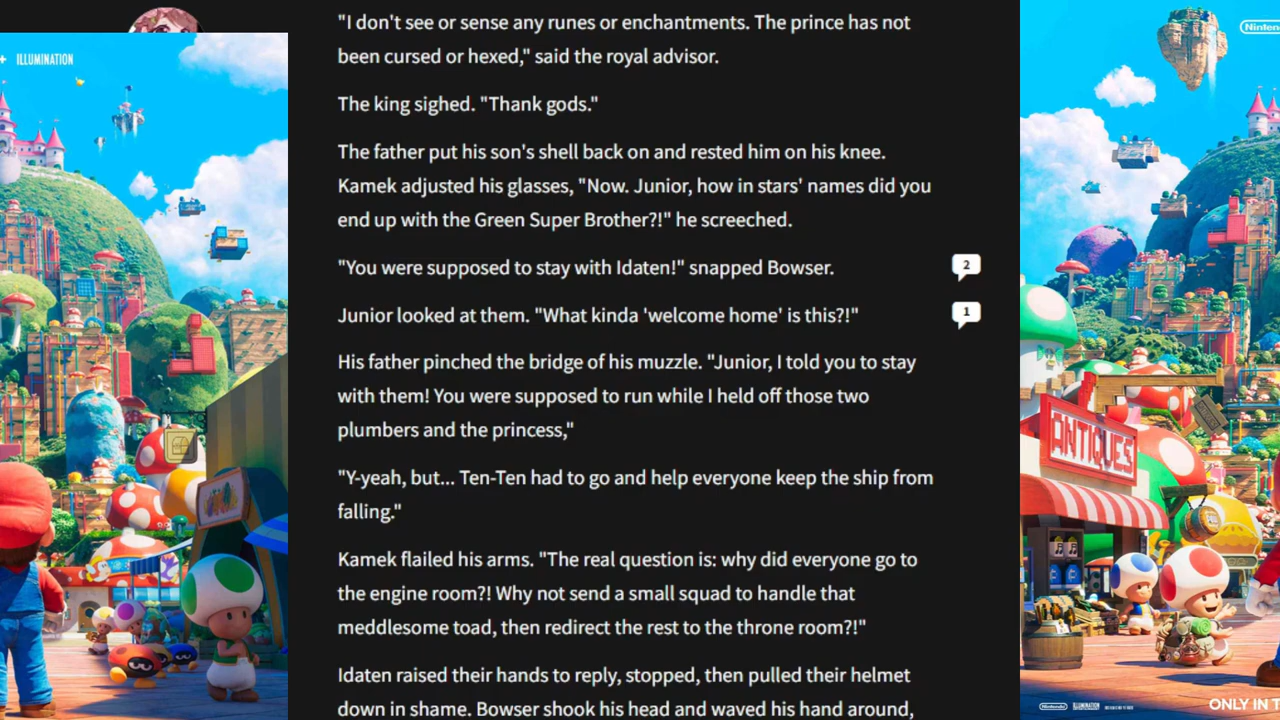 ILLUMINATION
"I don't see or sense any runes or enchantments. The prince has not
been cursed or hexed," said the royal advisor.
The king sighed. "Thank gods."
The father put his son's shell back on and rested him on his knee.
Kamek adjusted his glasses, "Now. Junior, how in stars' names did you
end up with the Green Super Brother?!" he screeched.
"You were supposed to stay with Idaten!" snapped Bowser.
2
Junior looked at them. "What kinda 'welcome home' is this?!"
1
His father pinched the bridge of his muzzle. "Junior, I told you to stay
with them! You were supposed to run while I held off those two
plumbers and the princess,"
"Y-yeah, but... Ten-Ten had to go and help everyone keep the ship from
falling."
Kamek flailed his arms. "The real question is: why did everyone go to
the engine room?! Why not send a small squad to handle that
meddlesome toad, then redirect the rest to the throne room?!"
Idaten raised their hands to reply, stopped, then pulled their helmet
down in shame. Bowser shook his head and waved his hand around,
ANTIQUES
Nintendo
ILLUMINATION
ONLY IN T